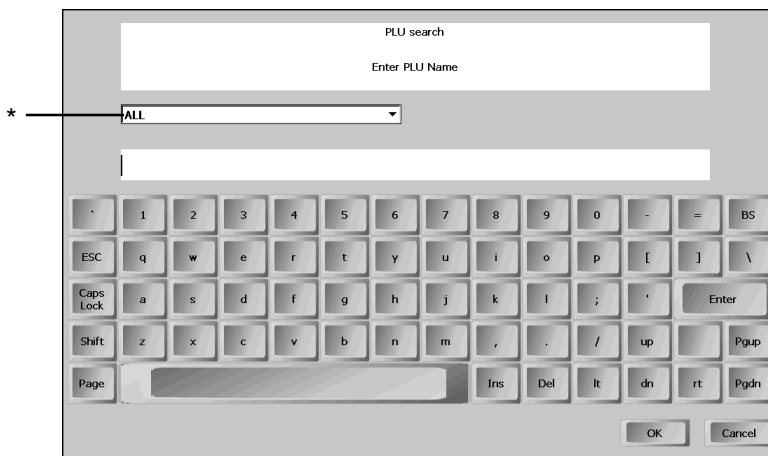 PLU search
Enter PLU Name
*
ALL
` 1 2 3 4 5 6 7 8 9 0 - = BS
ESC q w e r t y u i o p [ ] \
Caps Lock a s d f g h j k l ; ' Enter
Shift z x c v b n m , . / up Pgup
Page Ins Del lt dn rt Pgdn
OK Cancel